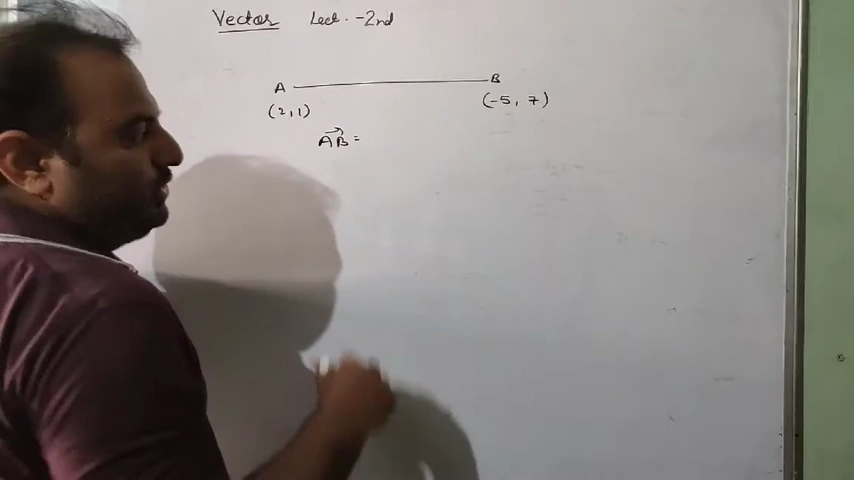 Vector Lect. -2nd
A B
(2,1) (-5, 7)
AB⃗ =